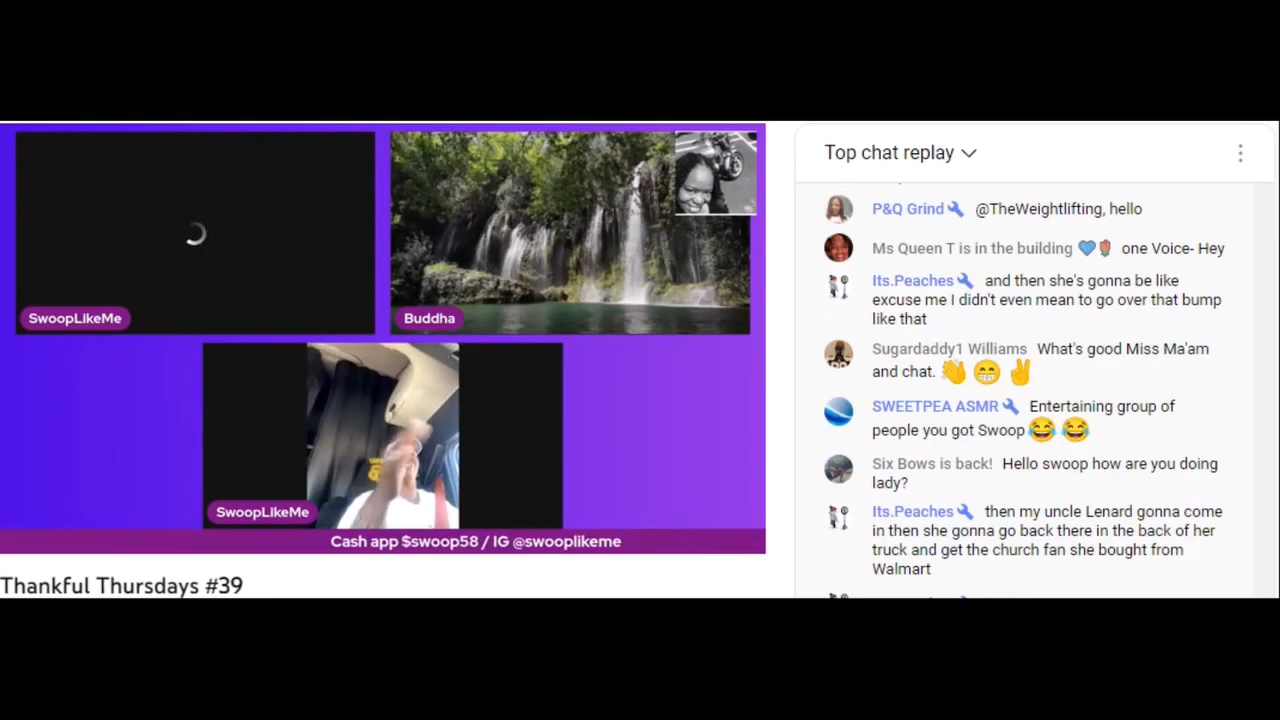 SwoopLIkeMe
Buddha
SwoopLIkeMe
Cash app $swoop58 / IG @swooplikeme
Thankful Thursdays #39
Top chat replay
P&Q Grind @TheWeightlifting, hello
Ms Queen T is in the building 💙🌹 one Voice- Hey
Its.Peaches and then she's gonna be like
excuse me I didn't even mean to go over that bump
like that
Sugardaddy1 Williams What's good Miss Ma'am
and chat. 👋 😁 ✌
SWEETPEA ASMR Entertaining group of
people you got Swoop 😂 😂
Six Bows is back! Hello swoop how are you doing
lady?
Its.Peaches then my uncle Lenard gonna come
in then she gonna go back there in the back of her
truck and get the church fan she bought from
Walmart